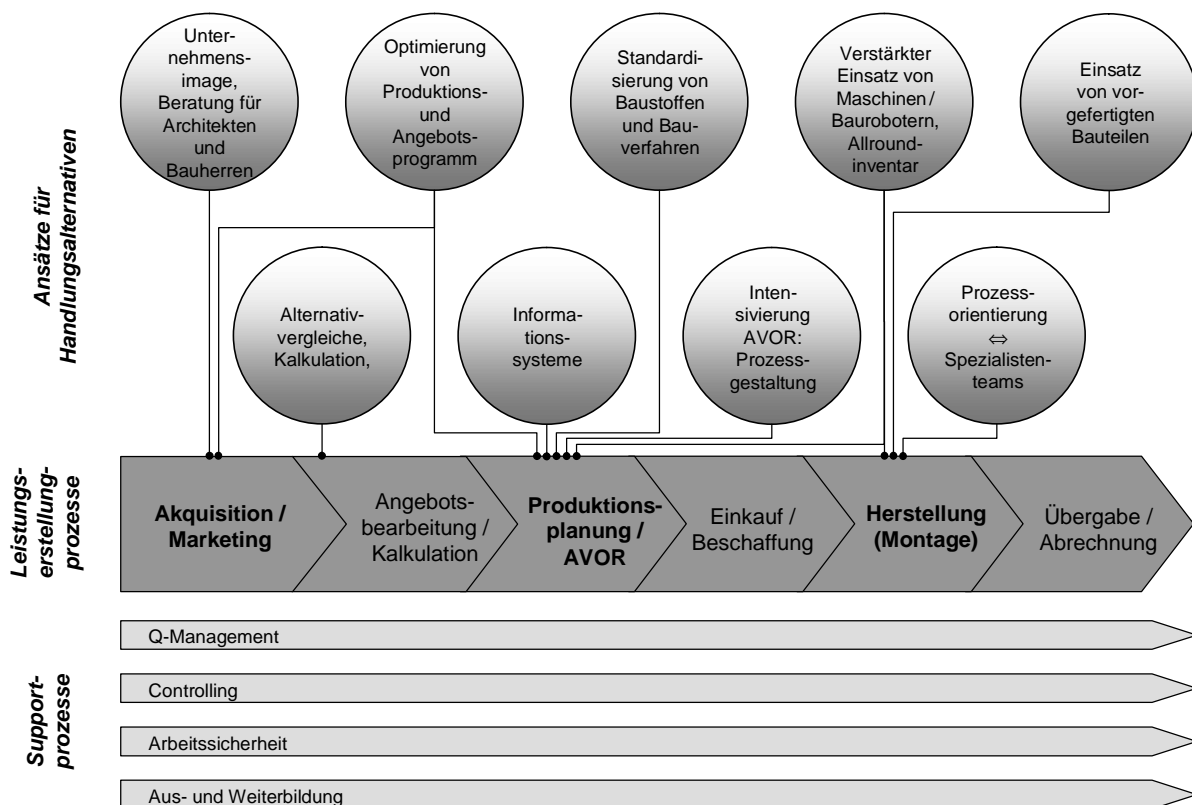 Ansätze für
Handlungsalternativen
Unter-
nehmens-
image,
Beratung für
Architekten
und
Bauherren
Optimierung
von
Produktions-
und
Angebots-
programm
Standardi-
sierung von
Baustoffen
und Bau-
verfahren
Verstärkter
Einsatz von
Maschinen /
Baurobotern,
Allround-
inventar
Einsatz
von vor-
gefertigten
Bauteilen
Alternativ-
vergleiche,
Kalkulation,
Informa-
tions-
systeme
Inten-
sivierung
AVOR:
Prozess-
gestaltung
Prozess-
orientierung
⇔
Spezialisten-
teams
Leistungs-
erstellung-
prozesse
Akquisition /
Marketing
Angebots-
bearbeitung /
Kalkulation
Produktions-
planung /
AVOR
Einkauf /
Beschaffung
Herstellung
(Montage)
Übergabe /
Abrechnung
Support-
prozesse
Q-Management
Controlling
Arbeitssicherheit
Aus- und Weiterbildung